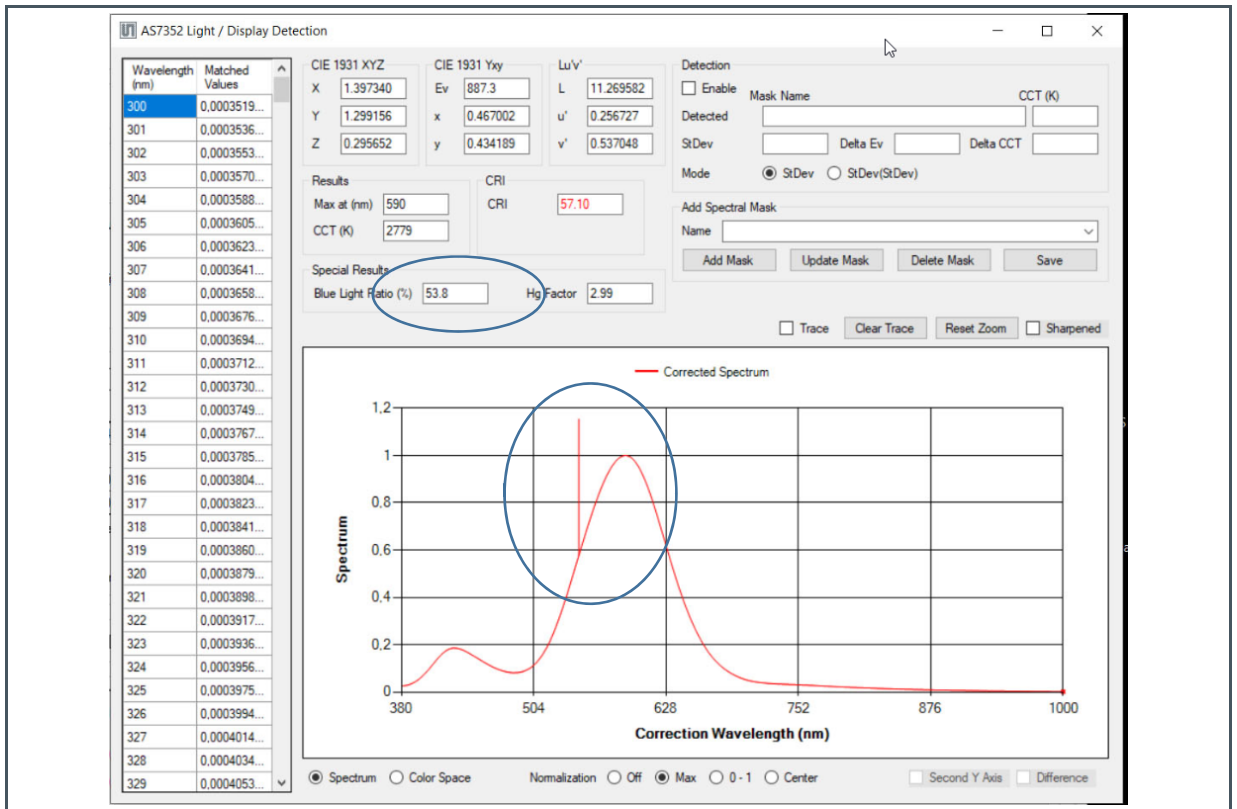 AS7352 Light / Display Detection
Wavelength (nm) Matched Values
300 0,0003519...
301 0,0003536...
302 0,0003553...
303 0,0003570...
304 0,0003588...
305 0,0003605...
306 0,0003623...
307 0,0003641...
308 0,0003658...
309 0,0003676...
310 0,0003694...
311 0,0003712...
312 0,0003730...
313 0,0003749...
314 0,0003767...
315 0,0003785...
316 0,0003804...
317 0,0003823...
318 0,0003841...
319 0,0003860...
320 0,0003879...
321 0,0003898...
322 0,0003917...
323 0,0003936...
324 0,0003956...
325 0,0003975...
326 0,0003994...
327 0,0004014...
328 0,0004034...
329 0,0004053...
CIE 1931 XYZ
X 1.397340
Y 1.299156
Z 0.295652
CIE 1931 Yxy
Ev 887.3
x 0.467002
y 0.434189
Lu'v'
L 11.269582
u' 0.256727
v' 0.537048
Results
Max at (nm) 590
CCT (K) 2779
CRI
CRI 57.10
Special Results
Blue Light Ratio (%) 53.8 Hg Factor 2.99
Detection
Enable Mask Name CCT (K)
Detected
StDev Delta Ev Delta CCT
Mode StDev StDev(StDev)
Add Spectral Mask
Name
Add Mask Update Mask Delete Mask Save
Trace Clear Trace Reset Zoom Sharpened
Corrected Spectrum
1,2
1
0,8
0,6
0,4
0,2
0
Spectrum
380 504 628 752 876 1000
Correction Wavelength (nm)
Spectrum Color Space Normalization Off Max 0 - 1 Center Second Y Axis Difference